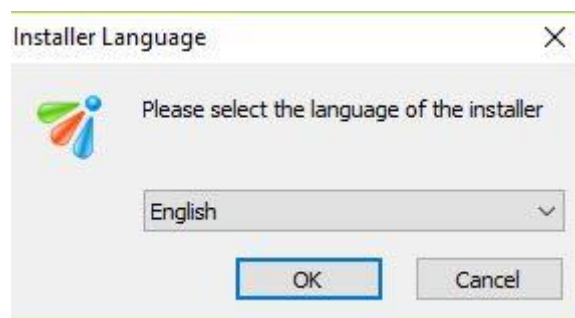 Installer Language
Please select the language of the installer
English
OK
Cancel